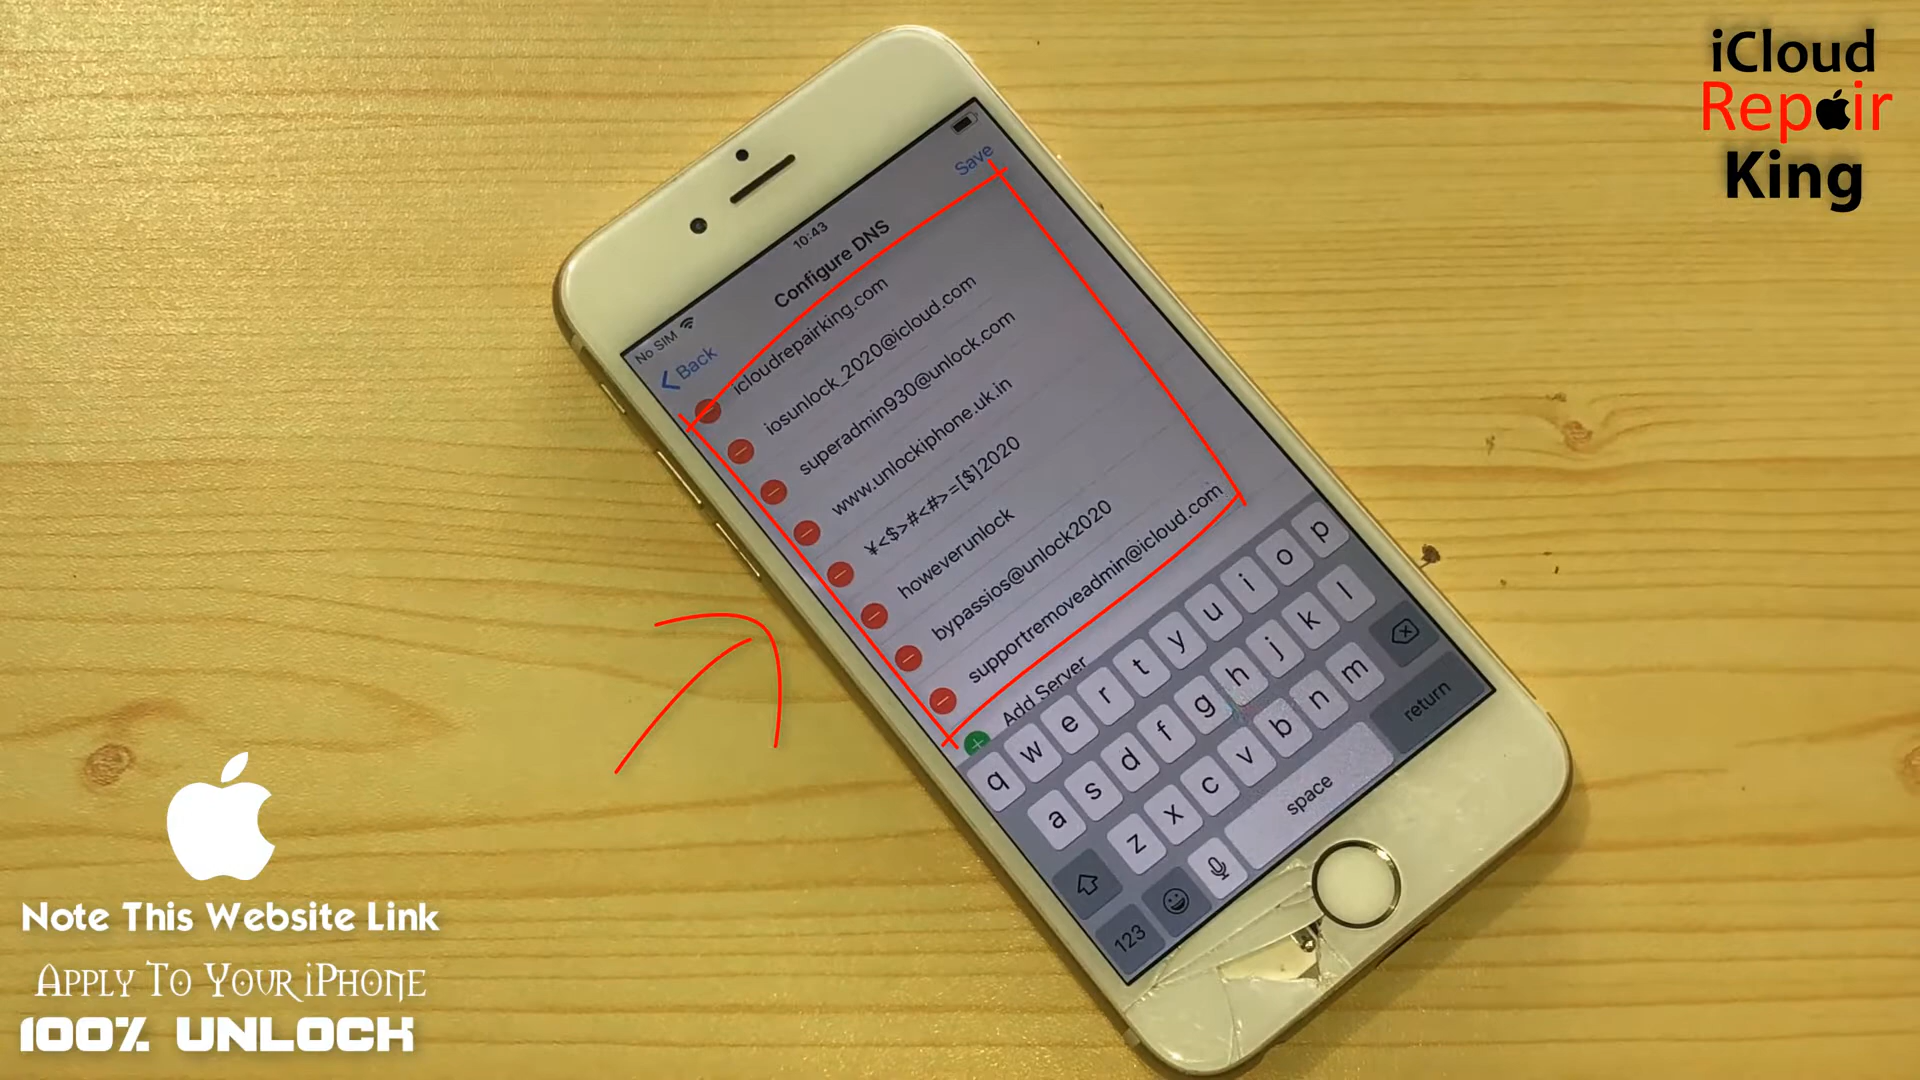 iCloud
Repair
King
No SIM
10:43
Back
Configure DNS
Save
icloudrepairking.com
iosunlock_2020@icloud.com
superadmin930@unlock.com
www.unlockiphone.uk.in
¥<$>#<#>=[$]2020
howeverunlock
bypassios@unlock2020
supportremoveadmin@icloud.com
Add Server
q w e r t y u i o p
a s d f g h j k l
z x c v b n m
123
space
return
Note This Website Link
Apply To Your iPhone
100% UNLOCK